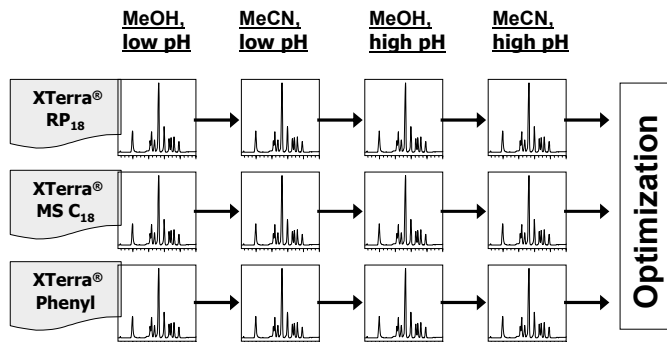 MeOH,
low pH
MeCN,
low pH
MeOH,
high pH
MeCN,
high pH
XTerra®
RP18
XTerra®
MS C18
XTerra®
Phenyl
Optimization